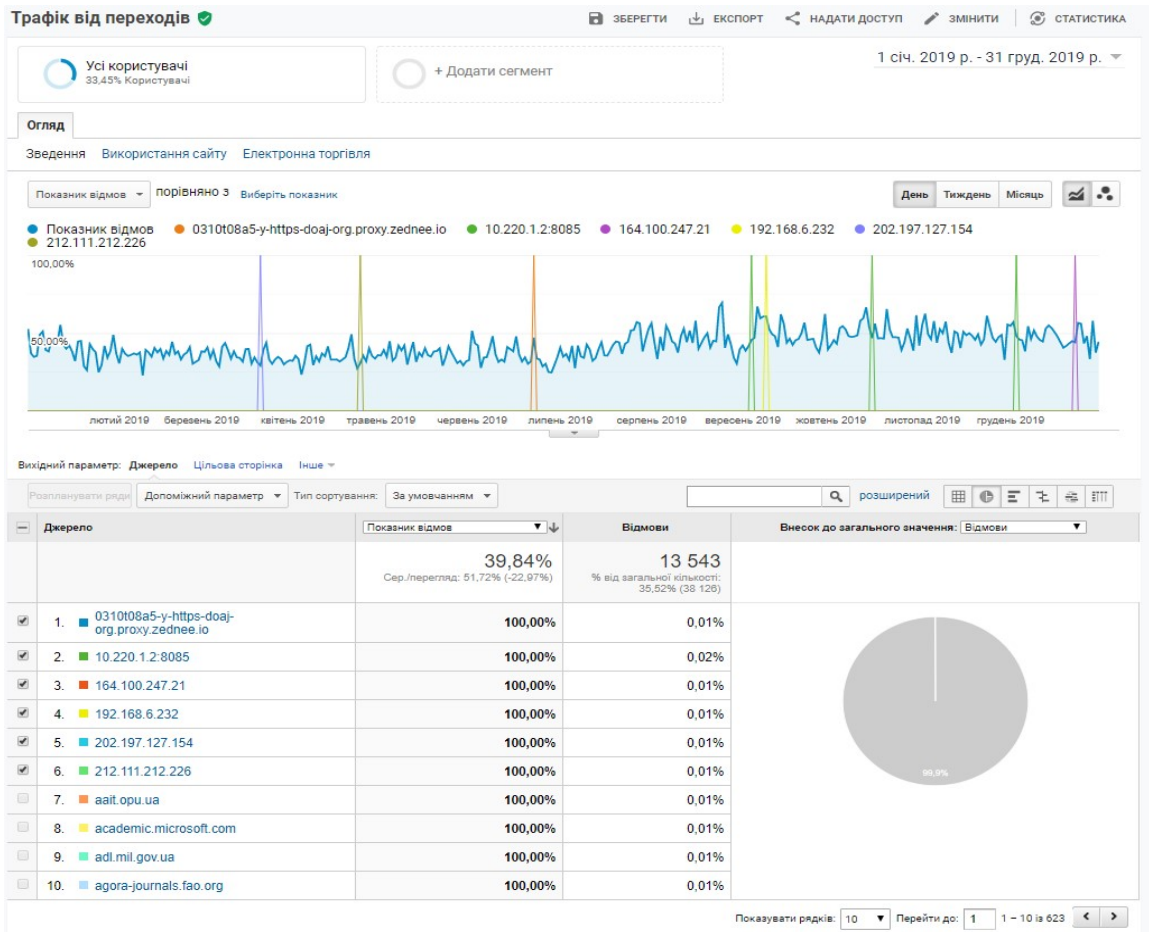 Трафік від переходів
ЗБЕРЕГТИ ЕКСПОРТ НАДАТИ ДОСТУП ЗМІНИТИ СТАТИСТИКА
Усі користувачі
33,45% Користувачі
+ Додати сегмент
1 січ. 2019 р. - 31 груд. 2019 р.
Огляд
Зведення Використання сайту Електронна торгівля
Показник відмов порівняно з Виберіть показник
День Тиждень Місяць
Показник відмов 0310t08a5-y-https-doaj-org.proxy.zednee.io 10.220.1.2:8085 164.100.247.21 192.168.6.232 202.197.127.154
212.111.212.226
100,00%
50,00%
лютий 2019 березень 2019 квітень 2019 травень 2019 червень 2019 липень 2019 серпень 2019 вересень 2019 жовтень 2019 листопад 2019 грудень 2019
Вихідний параметр: Джерело Цільова сторінка Інше
Розпланувати ряди Допоміжний параметр Тип сортування: За умовчанням розширений
Джерело Показник відмов Відмови Внесок до загального значення: Відмови
39,84% 13 543
Сер./перегляд: 51,72% (-22,97%) % від загальної кількості:
35,52% (38 126)
1. 0310t08a5-y-https-doaj-
org.proxy.zednee.io 100,00% 0,01%
2. 10.220.1.2:8085 100,00% 0,02%
3. 164.100.247.21 100,00% 0,01%
4. 192.168.6.232 100,00% 0,01%
5. 202.197.127.154 100,00% 0,01%
6. 212.111.212.226 100,00% 0,01%
7. aait.opu.ua 100,00% 0,01%
8. academic.microsoft.com 100,00% 0,01%
9. adl.mil.gov.ua 100,00% 0,01%
10. agora-journals.fao.org 100,00% 0,01%
99,9%
Показувати рядків: 10 Перейти до: 1 1 – 10 із 623